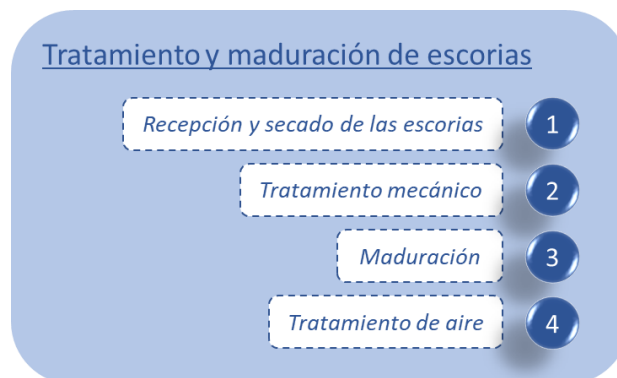 Tratamiento y maduración de escorias
Recepción y secado de las escorias 1
Tratamiento mecánico 2
Maduración 3
Tratamiento de aire 4